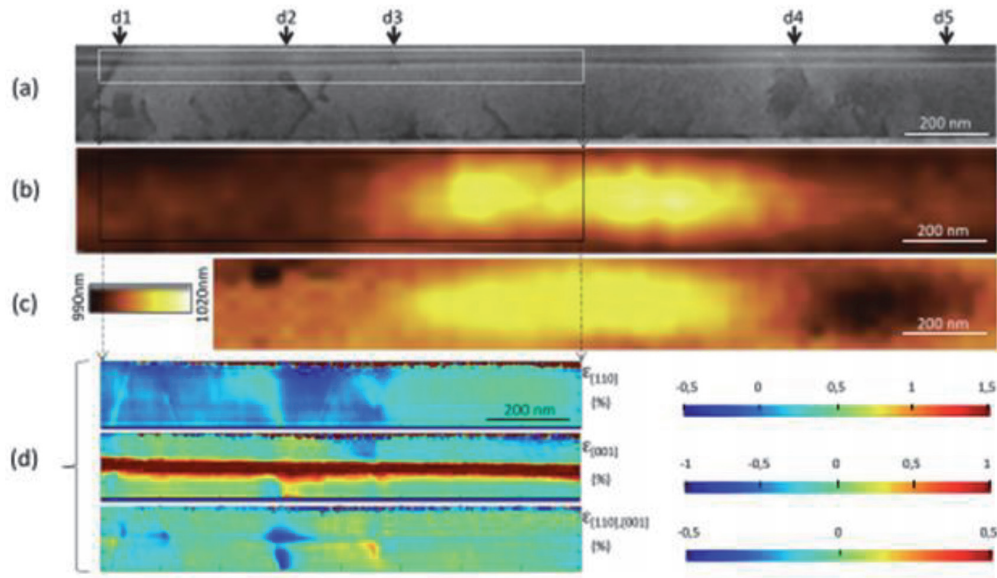 d1 d2 d3 d4 d5
(a)
200 nm
(b)
200 nm
(c)
990nm
1020nm
200 nm
(d)
ε[110]
(%)
200 nm
-0,5 0 0,5 1 1,5
ε[001]
(%)
-1 -0,5 0 0,5 1
ε[110],[001]
(%)
-0,5 0 0,5